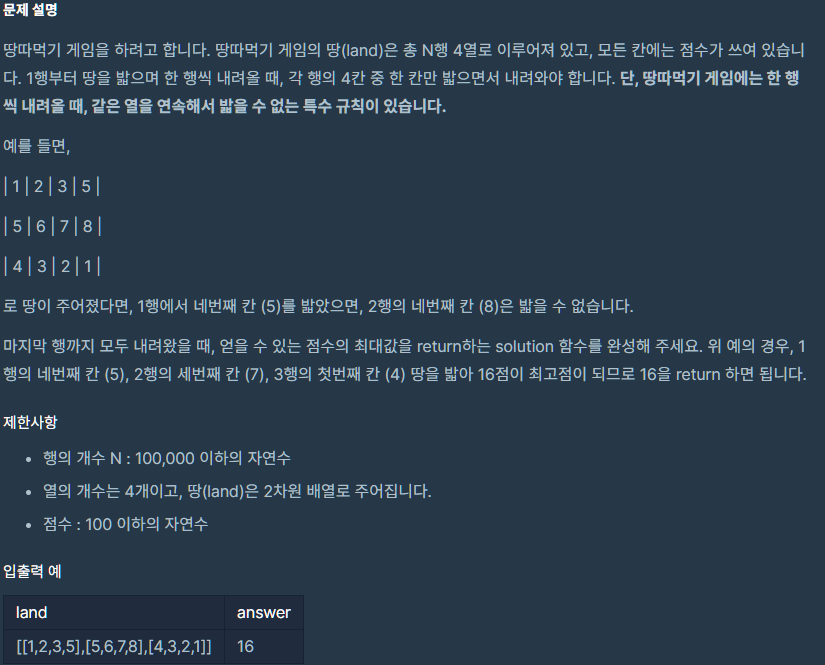 문제 설명
땅따먹기 게임을 하려고 합니다. 땅따먹기 게임의 땅(land)은 총 N행 4열로 이루어져 있고, 모든 칸에는 점수가 쓰여 있습니
다. 1행부터 땅을 밟으며 한 행씩 내려올 때, 각 행의 4칸 중 한 칸만 밟으면서 내려와야 합니다. 단, 땅따먹기 게임에는 한 행
씩 내려올 때, 같은 열을 연속해서 밟을 수 없는 특수 규칙이 있습니다.
예를 들면,
| 1 | 2 | 3 | 5 |
| 5 | 6 | 7 | 8 |
| 4 | 3 | 2 | 1 |
로 땅이 주어졌다면, 1행에서 네번째 칸 (5)를 밟았으면, 2행의 네번째 칸 (8)은 밟을 수 없습니다.
마지막 행까지 모두 내려왔을 때, 얻을 수 있는 점수의 최대값을 return하는 solution 함수를 완성해 주세요. 위 예의 경우, 1
행의 네번째 칸 (5), 2행의 세번째 칸 (7), 3행의 첫번째 칸 (4) 땅을 밟아 16점이 최고점이 되므로 16을 return 하면 됩니다.
제한사항
• 행의 개수 N : 100,000 이하의 자연수
• 열의 개수는 4개이고, 땅(land)은 2차원 배열로 주어집니다.
• 점수 : 100 이하의 자연수
입출력 예
land answer
[[1,2,3,5],[5,6,7,8],[4,3,2,1]] 16